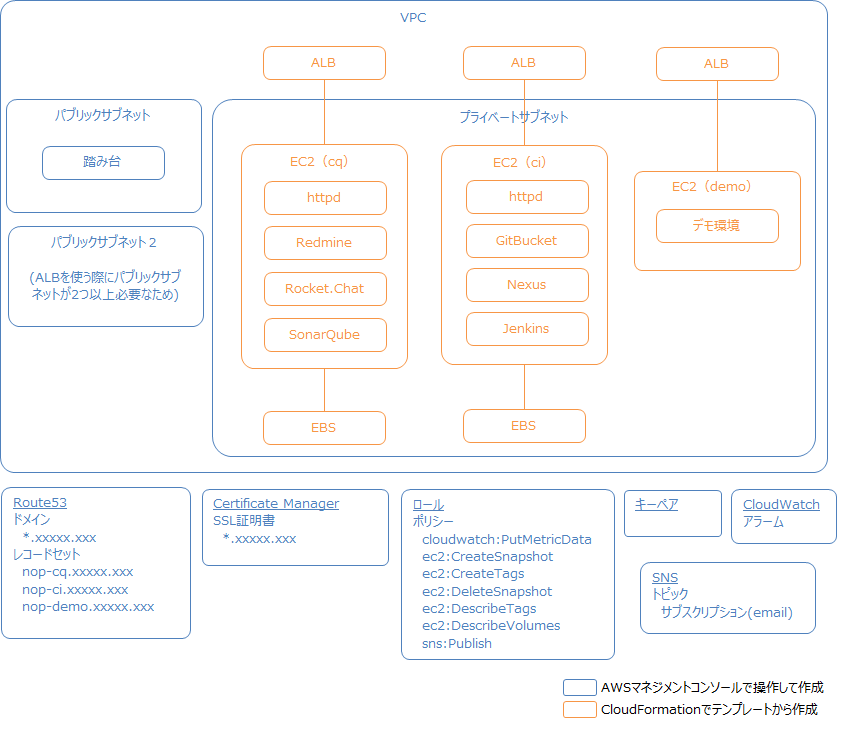 VPC
ALB
ALB
ALB
パブリックサブネット
踏み台
パブリックサブネット２
(ALBを使う際にパブリックサブ
ネットが2つ以上必要なため)
プライベートサブネット
EC2（cq）
httpd
Redmine
Rocket.Chat
SonarQube
EBS
EC2（ci）
httpd
GitBucket
Nexus
Jenkins
EBS
EC2（demo）
デモ環境
Route53
ドメイン
*.xxxxx.xxx
レコードセット
nop-cq.xxxxx.xxx
nop-ci.xxxxx.xxx
nop-demo.xxxxx.xxx
Certificate Manager
SSL証明書
*.xxxxx.xxx
ロール
ポリシー
cloudwatch:PutMetricData
ec2:CreateSnapshot
ec2:CreateTags
ec2:DeleteSnapshot
ec2:DescribeTags
ec2:DescribeVolumes
sns:Publish
キーペア
CloudWatch
アラーム
SNS
トピック
サブスクリプション(email)
AWSマネジメントコンソールで操作して作成
CloudFormationでテンプレートから作成